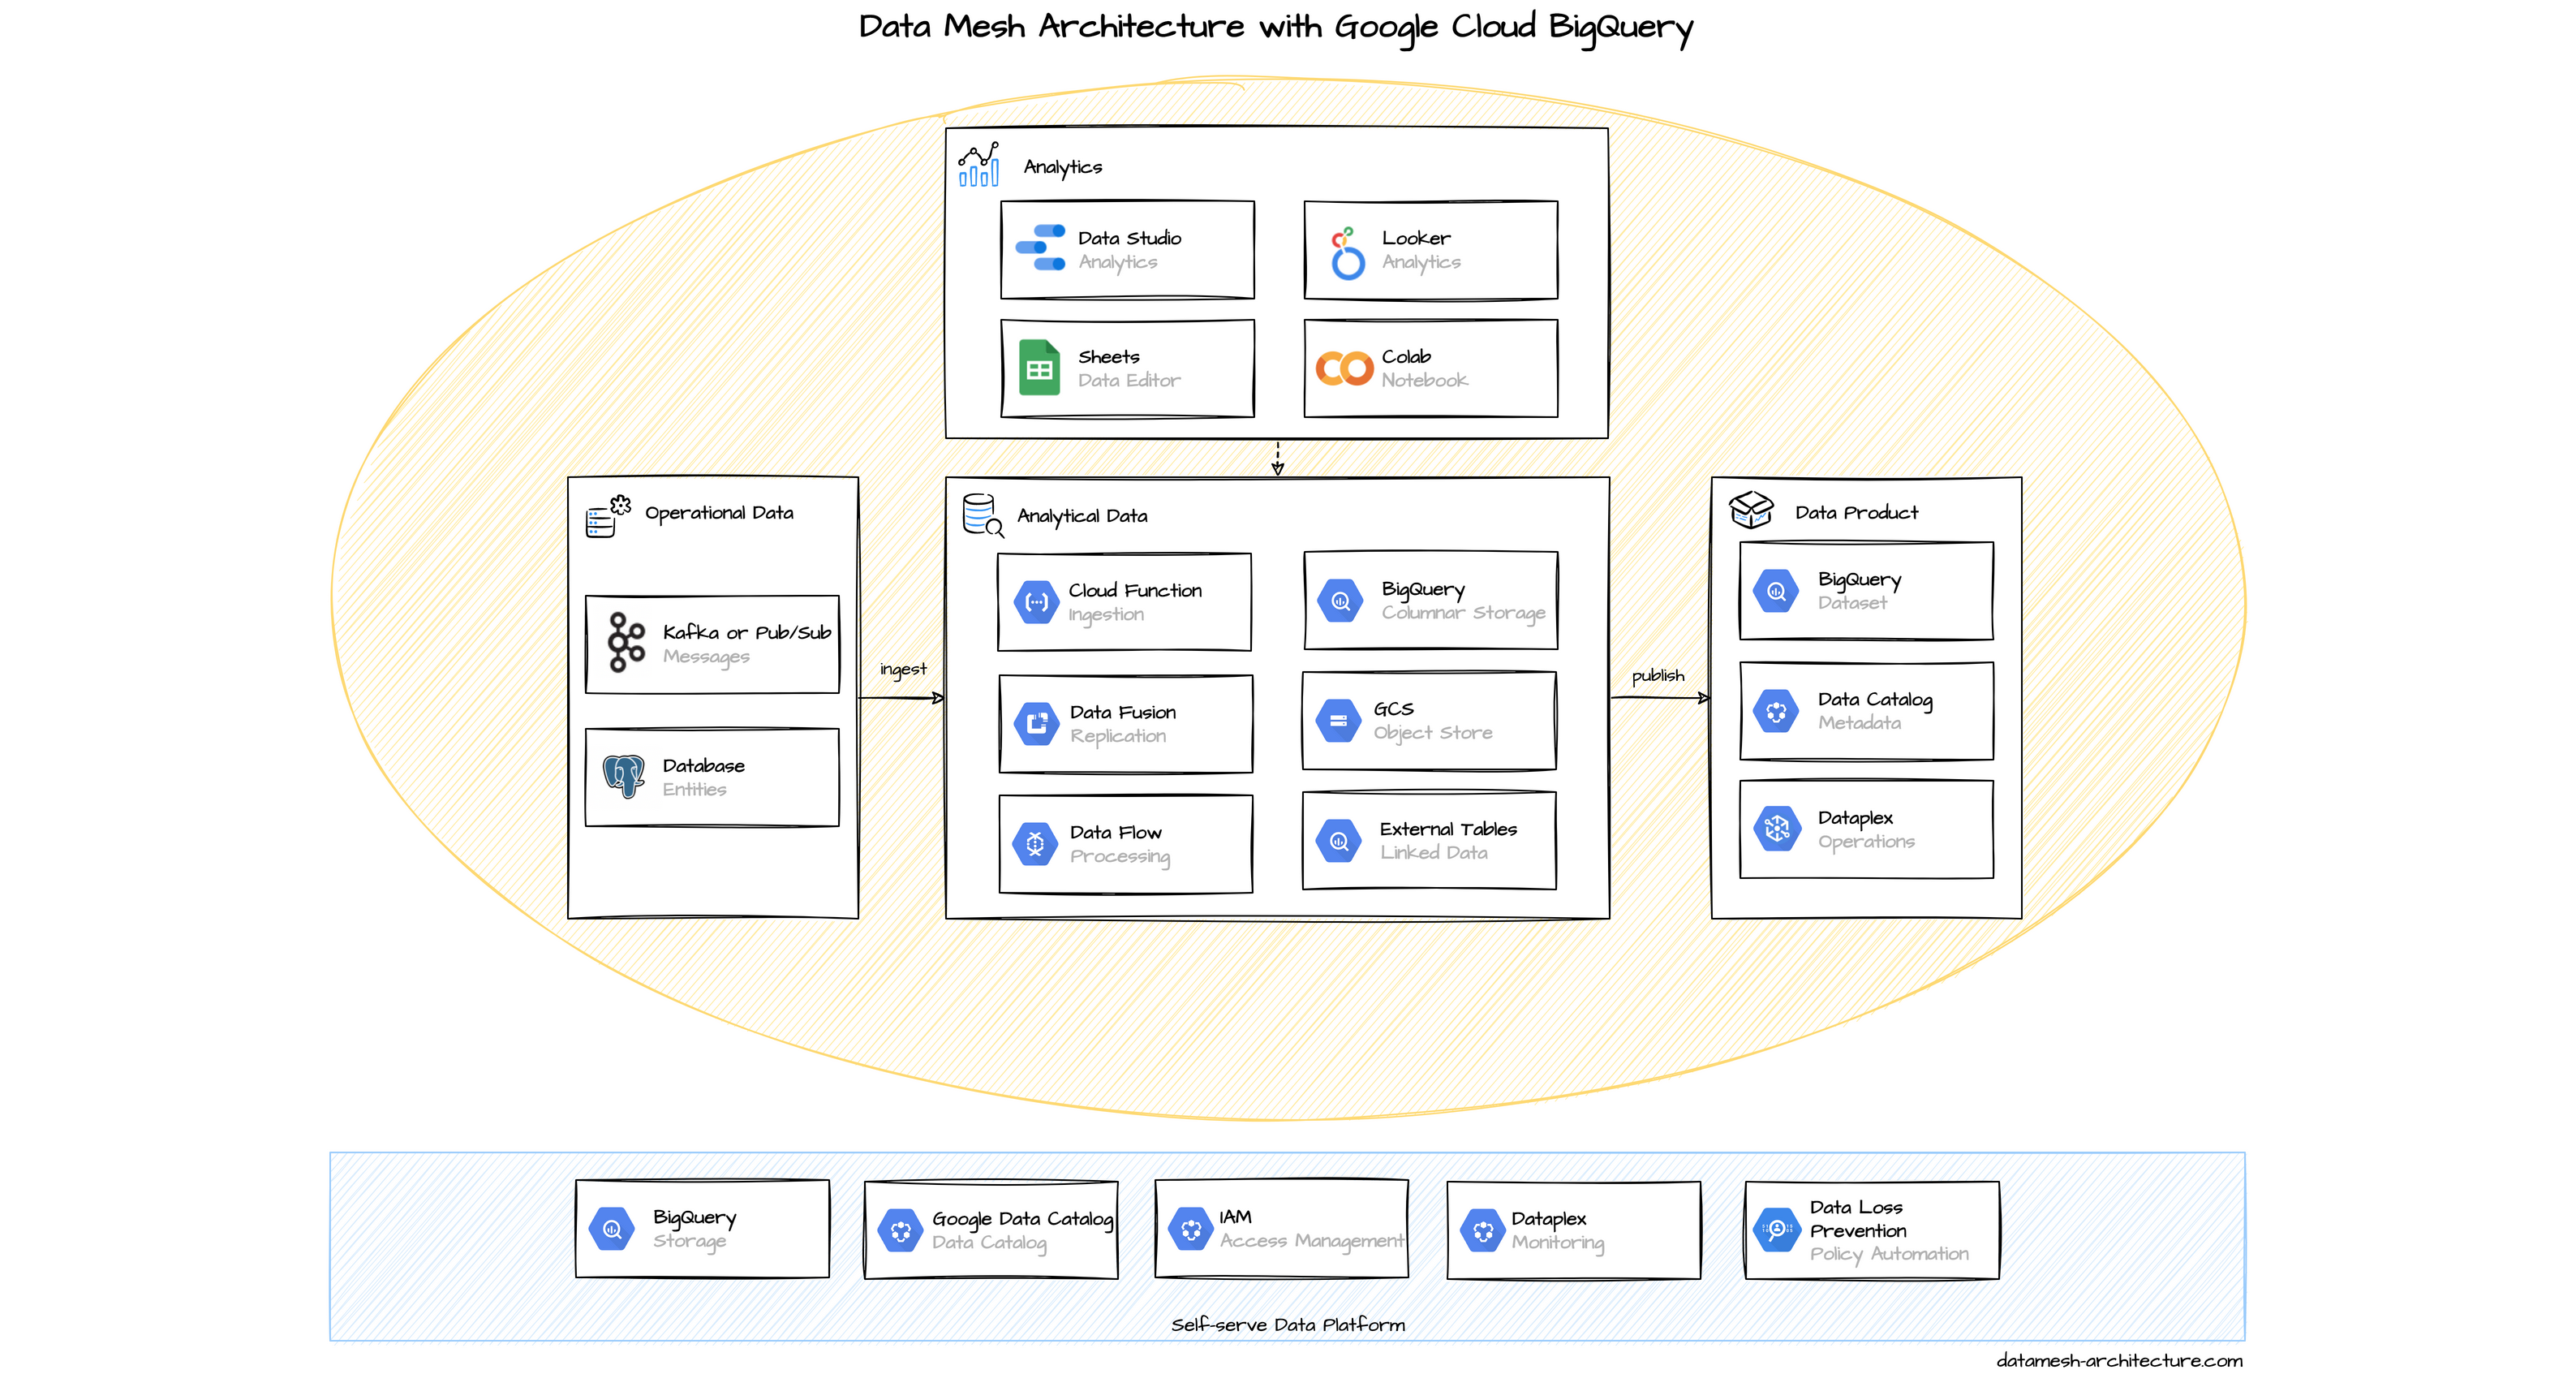 Data Mesh Architecture with Google Cloud BigQuery
Analytics
Data Studio
Analytics
Looker
Analytics
Sheets
Data Editor
Colab
Notebook
Operational Data
Kafka or Pub/Sub
Messages
Database
Entities
ingest
Analytical Data
Cloud Function
Ingestion
BigQuery
Columnar Storage
Data Fusion
Replication
GCS
Object Store
Data Flow
Processing
External Tables
Linked Data
publish
Data Product
BigQuery
Dataset
Data Catalog
Metadata
Dataplex
Operations
BigQuery
Storage
Google Data Catalog
Data Catalog
IAM
Access Management
Dataplex
Monitoring
Data Loss
Prevention
Policy Automation
Self-serve Data Platform
datamesh-architecture.com